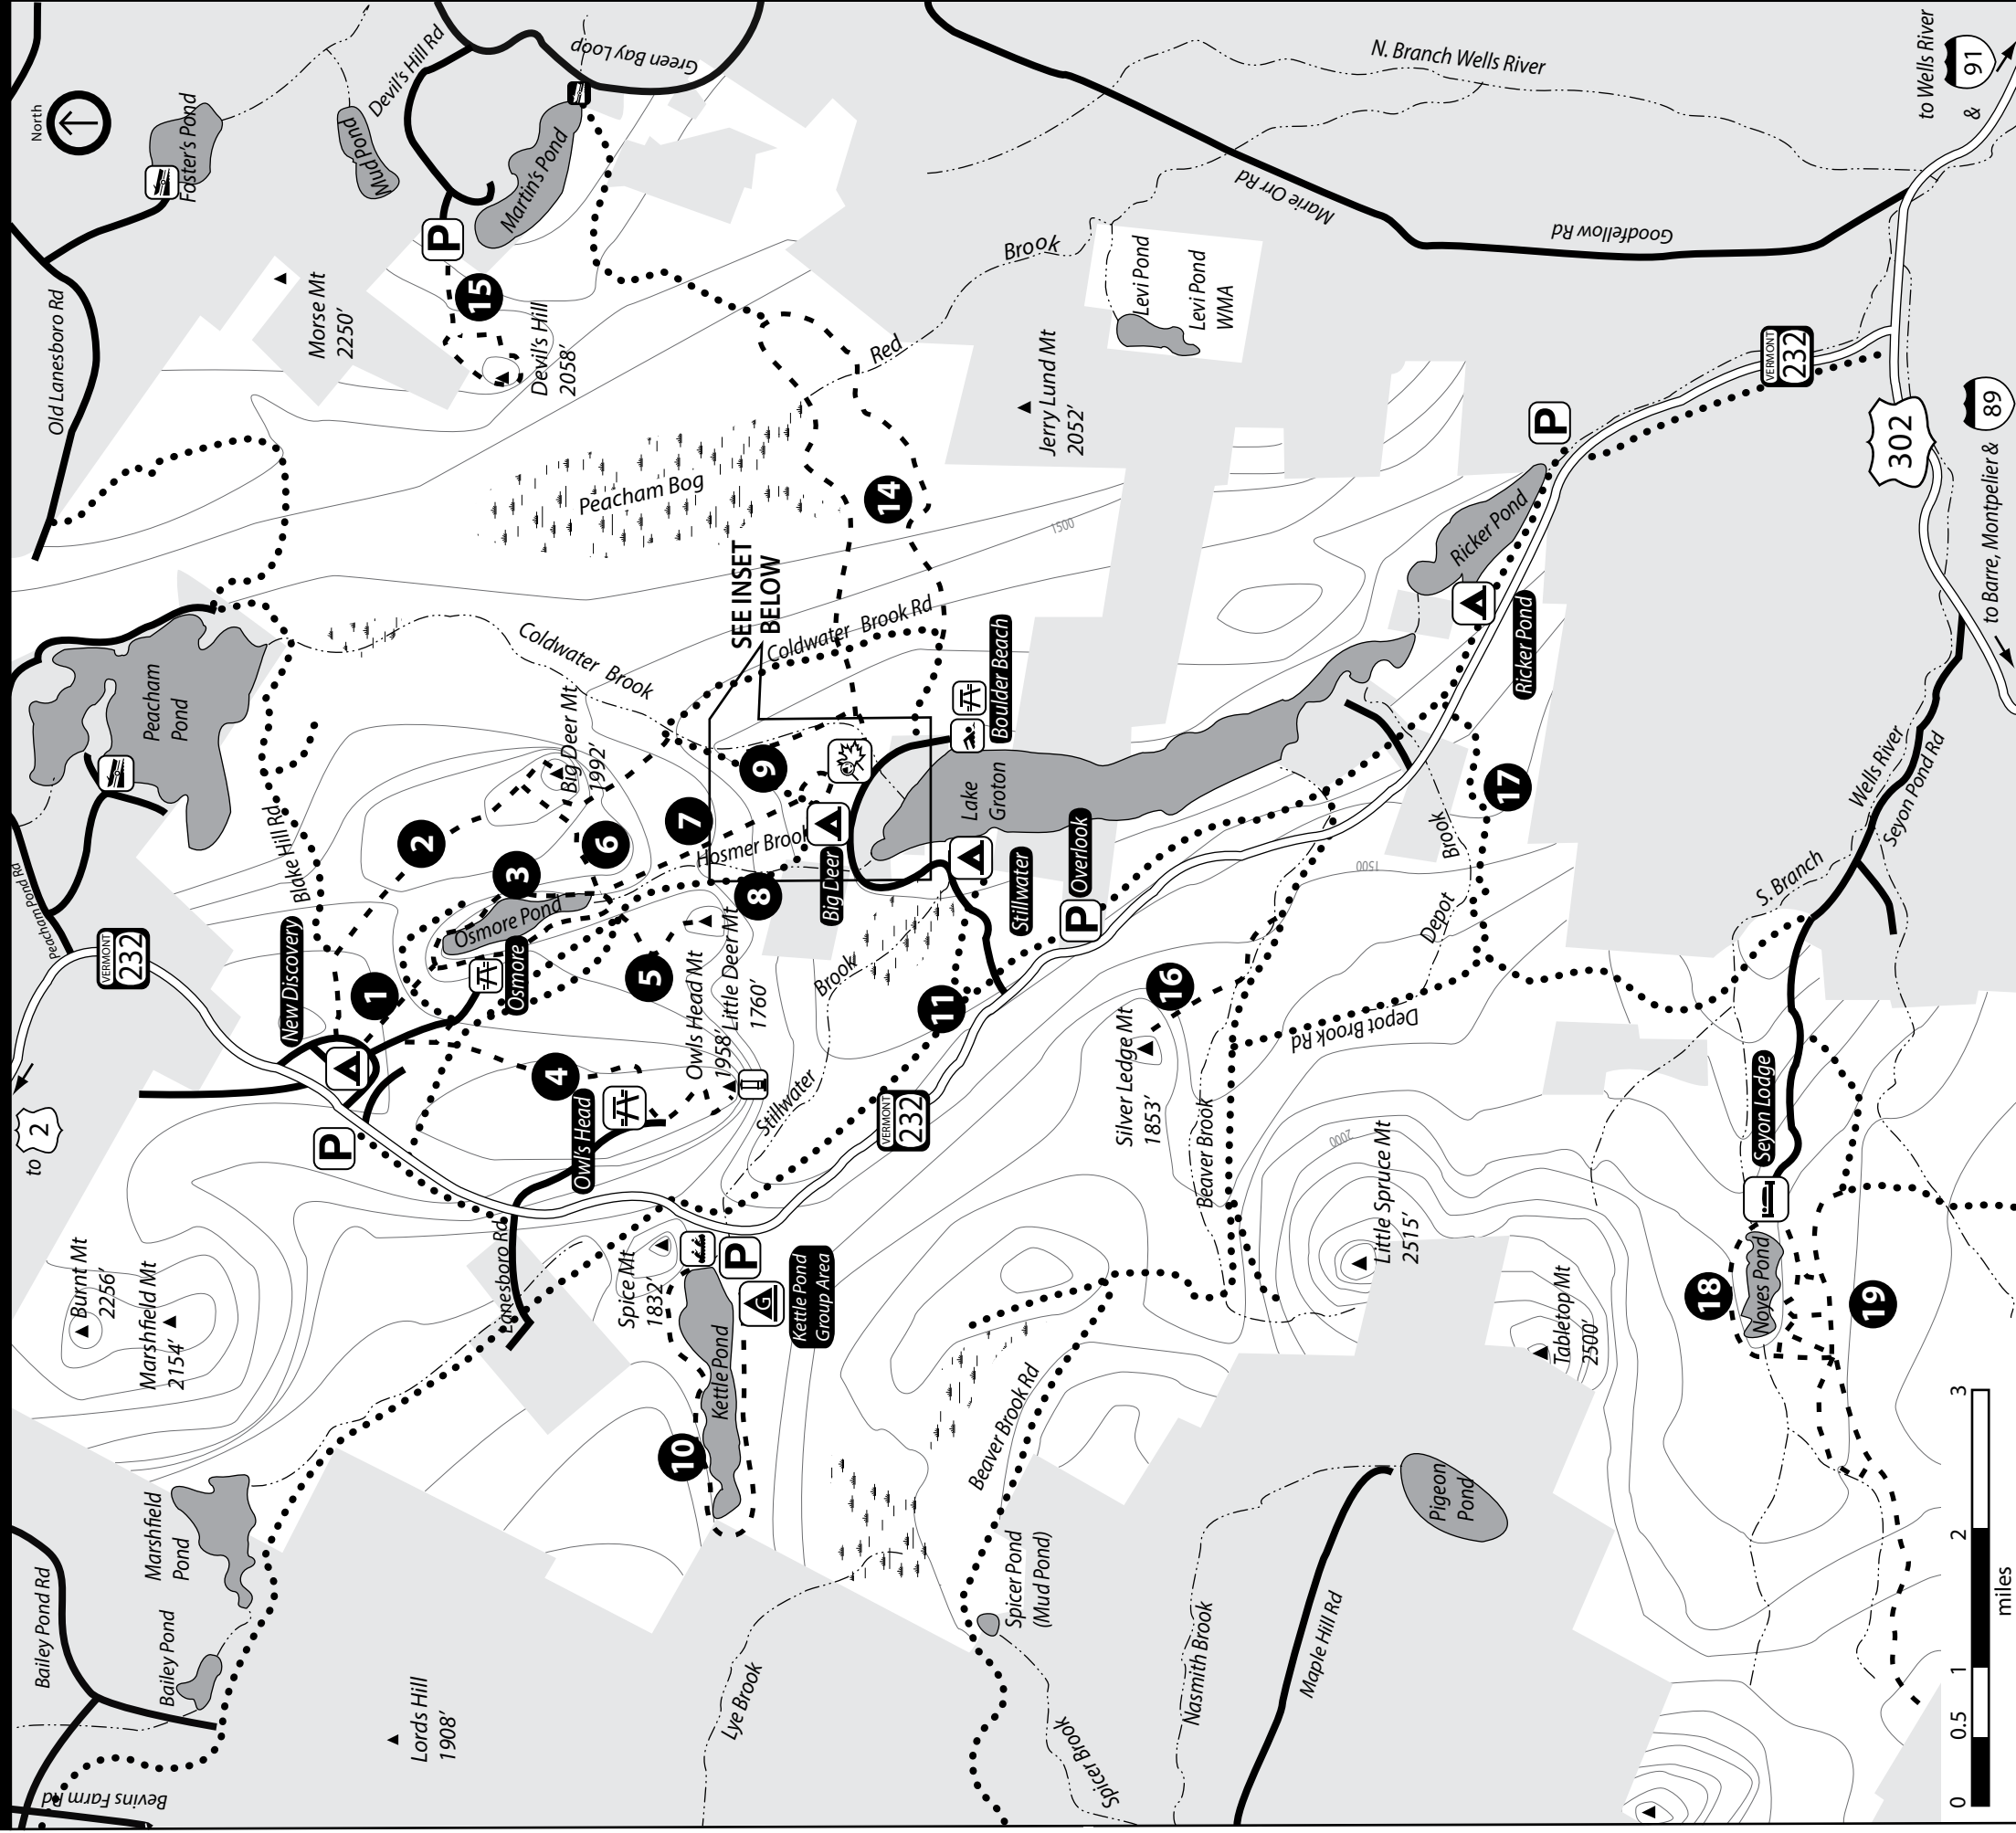 North
to
2
Peacham Pond Rd
VERMONT
232
Old Lanesboro Rd
Foster's Pond
Mud Pond
Devil's Hill Rd
Green Bay Loop
Martin's Pond
P
15
Morse Mt
2250'
Devil's Hill
2058'
Peacham
Pond
Blake Hill Rd
New Discovery
1
2
3
Osmore Pond
Osmore
4
5
6
7
8
9
Big Deer Mt
1992'
Coldwater Brook
Hosmer Brook
Big Deer
SEE INSET
BELOW
Coldwater Brook Rd
Peacham Bog
14
1500
Red
Brook
Boulder Beach
Lake
Groton
Stillwater
Overlook
P
11
Owls Head Mt
1958'
Little Deer Mt
1760'
Owl's Head
Stillwater
Brook
VERMONT
232
P
Burnt Mt
2256'
Marshfield Mt
2154'
Lanesboro Rd
Spice Mt
1832'
P
G
Kettle Pond
Group Area
Kettle Pond
10
Marshfield
Pond
Bailey Pond
Bailey Pond Rd
Bevins Farm Rd
Lords Hill
1908'
Lye Brook
Spicer Pond
(Mud Pond)
Spicer Brook
Beaver Brook Rd
Nasmith Brook
Maple Hill Rd
Pigeon
Pond
Beaver Brook
Silver Ledge Mt
1853'
16
Little Spruce Mt
2515'
2000
Tabletop Mt
2500'
Depot Brook Rd
Depot
Brook
1500
17
Ricker Pond
Ricker Pond
P
Jerry Lund Mt
2052'
Levi Pond
Levi Pond
WMA
N. Branch Wells River
Marie Orr Rd
Goodfellow Rd
VERMONT
232
302
to Wells River
&
91
to Barre, Montpelier &
89
Wells River
S. Branch
Seyon Pond Rd
Seyon Lodge
Noyes Pond
18
19
0
0.5
1
2
3
miles